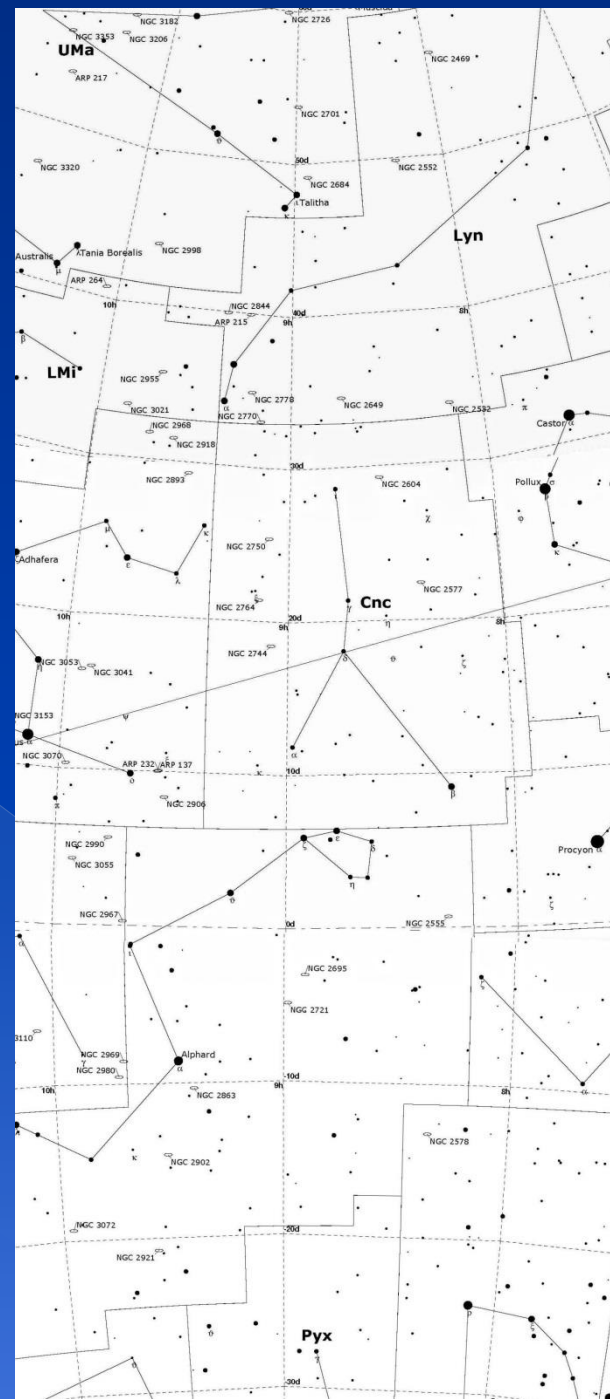 NGC 3182
NGC 2726
NGC 3353
NGC 3206
UMa
NGC 2469
ARP 217
NGC 2701
θ
50d
NGC 3320
NGC 2552
NGC 2684
ι Talitha
κ
Lyn
NGC 2998
Australis
λ Tania Borealis
μ
ARP 264
10h
NGC 2844
ARP 215
40d
9h
8h
β
LMi
NGC 2955
NGC 2778
NGC 2649
NGC 2532
π
α
NGC 3021
NGC 2770
Castor α
NGC 2968
NGC 2918
30d
NGC 2893
NGC 2604
Pollux
σ
β
ι
χ
φ
μ
κ
NGC 2750
κ
ζ Adhafera
ε
λ
NGC 2577
ξ
NGC 2764
γ
Cnc
10h
20d
9h
η
8h
NGC 2744
δ
θ
ζ
η
NGC 3053
NGC 3041
ψ
NGC 3153
us α
α
ξ
NGC 3070
ARP 232
ARP 137
κ
10d
ο
β
π
NGC 2906
NGC 2990
ζ
ε
δ
Procyon α
NGC 3055
η
θ
ζ
NGC 2967
0d
NGC 2555
α
ι
NGC 2695
ζ
NGC 2721
3110
Alphard
NGC 2969
γ
α
NGC 2980
-10d
10h
9h
8h
α
NGC 2863
λ
NGC 2578
κ
NGC 2902
NGC 3072
-20d
NGC 2921
ρ
ξ
θ
Pyx
θ
γ
-30d